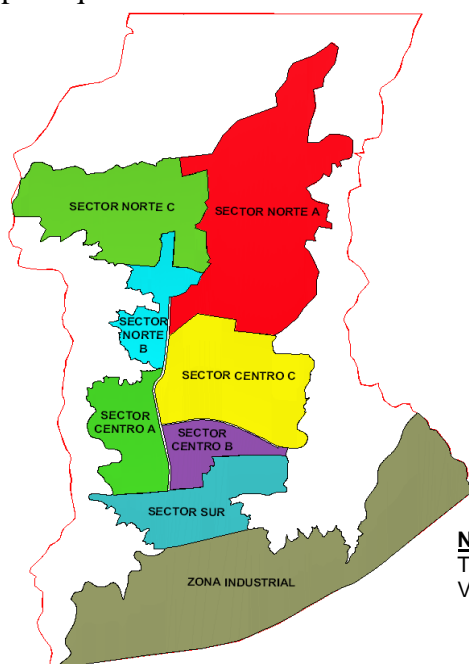 SECTOR NORTE C
SECTOR NORTE A
SECTOR
NORTE
B
SECTOR CENTRO C
SECTOR
CENTRO A
SECTOR
CENTRO B
SECTOR SUR
ZONA INDUSTRIAL